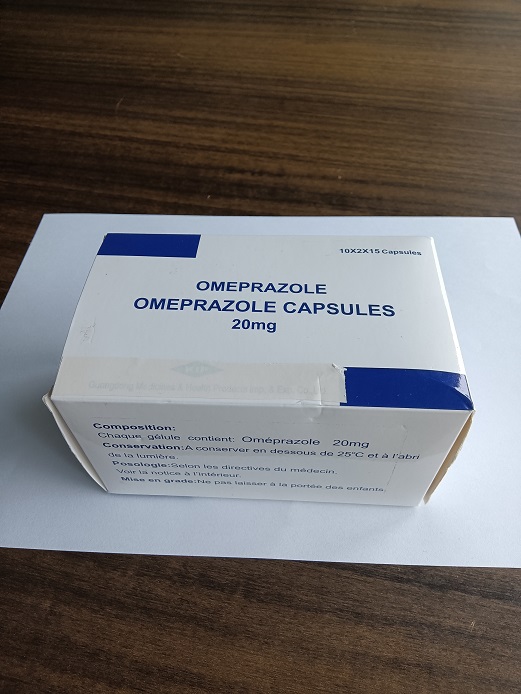 10X2X15 Capsules
OMEPRAZOLE
OMEPRAZOLE CAPSULES
20mg
Composition:
Chaque gélule contient: Oméprazole 20mg
Conservation:A conserver en dessous de 25°C et à l'abri
de la lumière.
Posologie:Selon les directives du médecin.
Voir la notice à l'intérieur.
Mise en grade:Ne pas laisser à la portée des enfants.